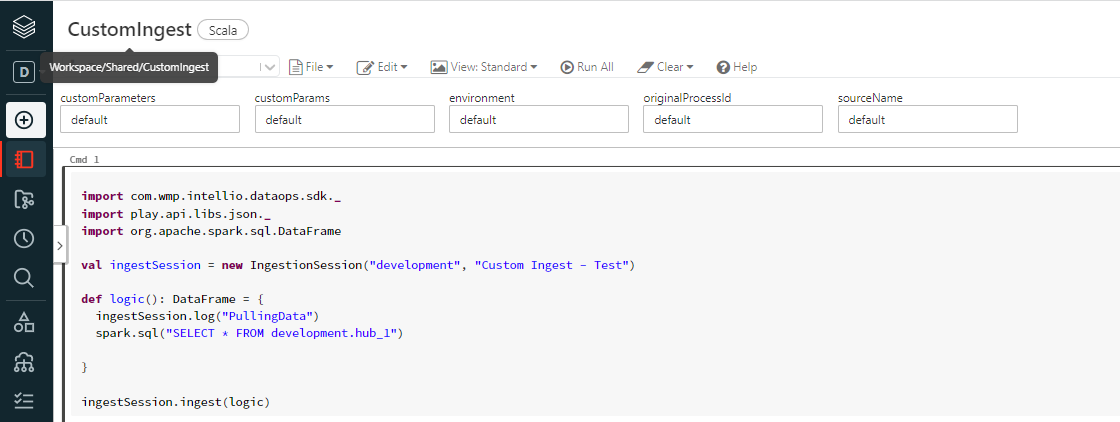 CustomIngest Scala
D
Workspace/Shared/CustomIngest
File Edit View: Standard Run All Clear Help
customParameters customParams environment originalProcessId sourceName
default default default default default
Cmd 1
import com.wmp.intellio.dataops.sdk._
import play.api.libs.json._
import org.apache.spark.sql.DataFrame
val ingestSession = new IngestionSession("development", "Custom Ingest - Test")
def logic(): DataFrame = {
ingestSession.log("PullingData")
spark.sql("SELECT * FROM development.hub_1")
}
ingestSession.ingest(logic)